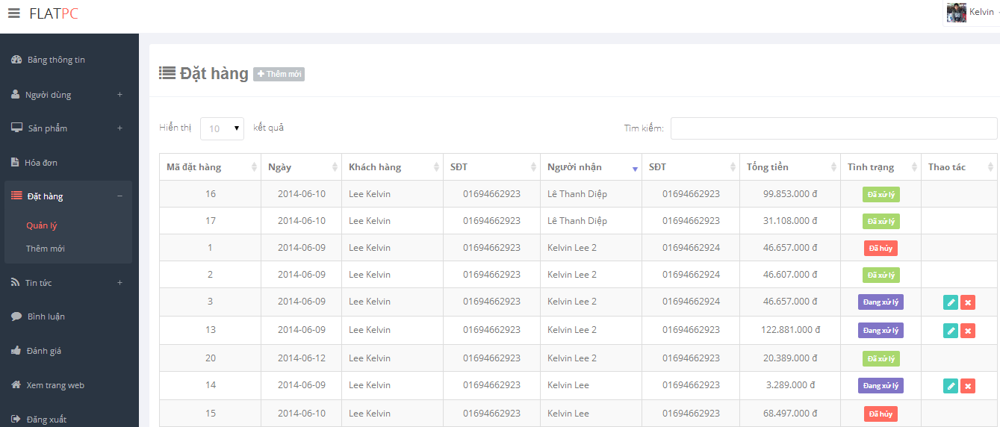 FLATPC
Kelvin
Bảng thông tin
Người dùng +
Sản phẩm +
Hóa đơn
Đặt hàng −
Quản lý
Thêm mới
Tin tức +
Bình luận
Đánh giá
Xem trang web
Đăng xuất
Đặt hàng + Thêm mới
Hiển thị 10 kết quả Tìm kiếm:
Mã đặt hàng Ngày Khách hàng SĐT Người nhận SĐT Tổng tiền Tình trạng Thao tác
16 2014-06-10 Lee Kelvin 01694662923 Lê Thanh Diệp 01694662923 99.853.000 đ Đã xử lý
17 2014-06-10 Lee Kelvin 01694662923 Lê Thanh Diệp 01694662923 31.108.000 đ Đã xử lý
1 2014-06-09 Lee Kelvin 01694662923 Kelvin Lee 2 01694662924 46.657.000 đ Đã hủy
2 2014-06-09 Lee Kelvin 01694662923 Kelvin Lee 2 01694662924 46.607.000 đ Đã xử lý
3 2014-06-09 Lee Kelvin 01694662923 Kelvin Lee 2 01694662924 46.657.000 đ Đang xử lý
13 2014-06-09 Lee Kelvin 01694662923 Kelvin Lee 2 01694662923 122.881.000 đ Đang xử lý
20 2014-06-12 Lee Kelvin 01694662923 Kelvin Lee 2 01694662923 20.389.000 đ Đã xử lý
14 2014-06-09 Lee Kelvin 01694662923 Kelvin Lee 01694662923 3.289.000 đ Đang xử lý
15 2014-06-10 Lee Kelvin 01694662923 Kelvin Lee 01694662923 68.497.000 đ Đã hủy